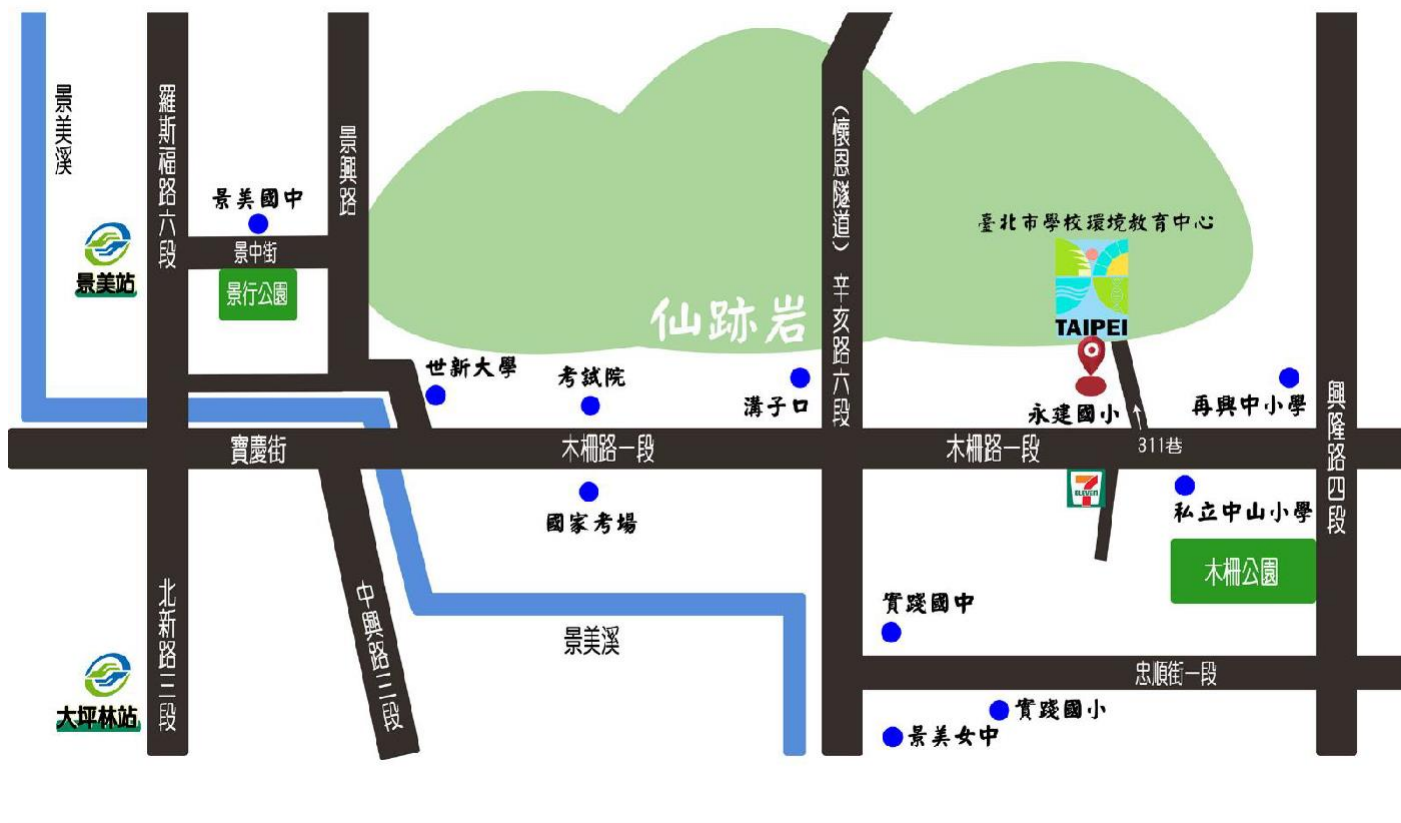 景美溪
羅斯福路六段
景興路
景美國中
景中街
景行公園
景美站
仙跡岩
(懷恩隧道) 辛亥路六段
臺北市學校環境教育中心
TAIPEI
世新大學
考試院
溝子口
永建國小
再興中小學
興隆路四段
寶慶街
木柵路一段
木柵路一段
311巷
7
ELEVEN
國家考場
私立中山小學
木柵公園
北新路三段
中興路三段
景美溪
實踐國中
忠順街一段
大坪林站
實踐國小
景美女中